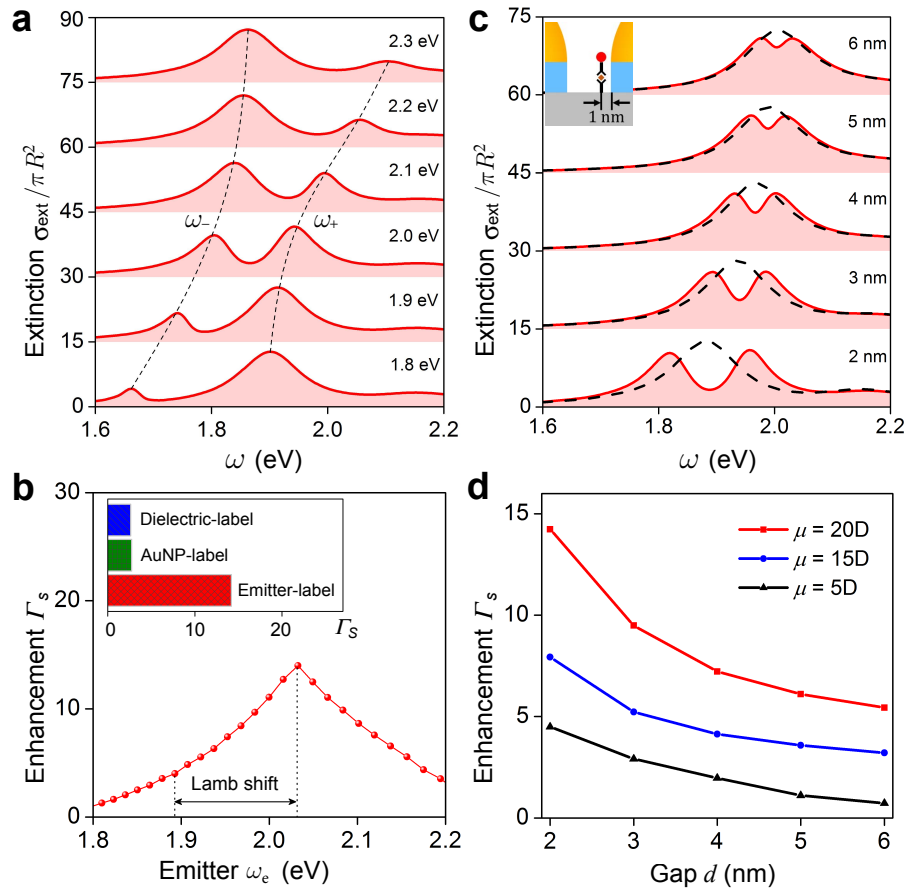 a
Extinction σext/πR²
90
75
60
45
30
15
0
2.3 eV
2.2 eV
2.1 eV
2.0 eV
1.9 eV
1.8 eV
ω−
ω+
1.6 1.8 2.0 2.2
ω (eV)
c
Extinction σext/πR²
75
60
45
30
15
0
1 nm
6 nm
5 nm
4 nm
3 nm
2 nm
1.6 1.8 2.0 2.2
ω (eV)
b
Enhancement Γs
30
20
10
0
Dielectric-label
AuNP-label
Emitter-label
0 10 20 ΓS
Lamb shift
1.8 1.9 2.0 2.1 2.2
Emitter ωe (eV)
d
Enhancement Γs
15
10
5
0
μ = 20D
μ = 15D
μ = 5D
2 3 4 5 6
Gap d (nm)